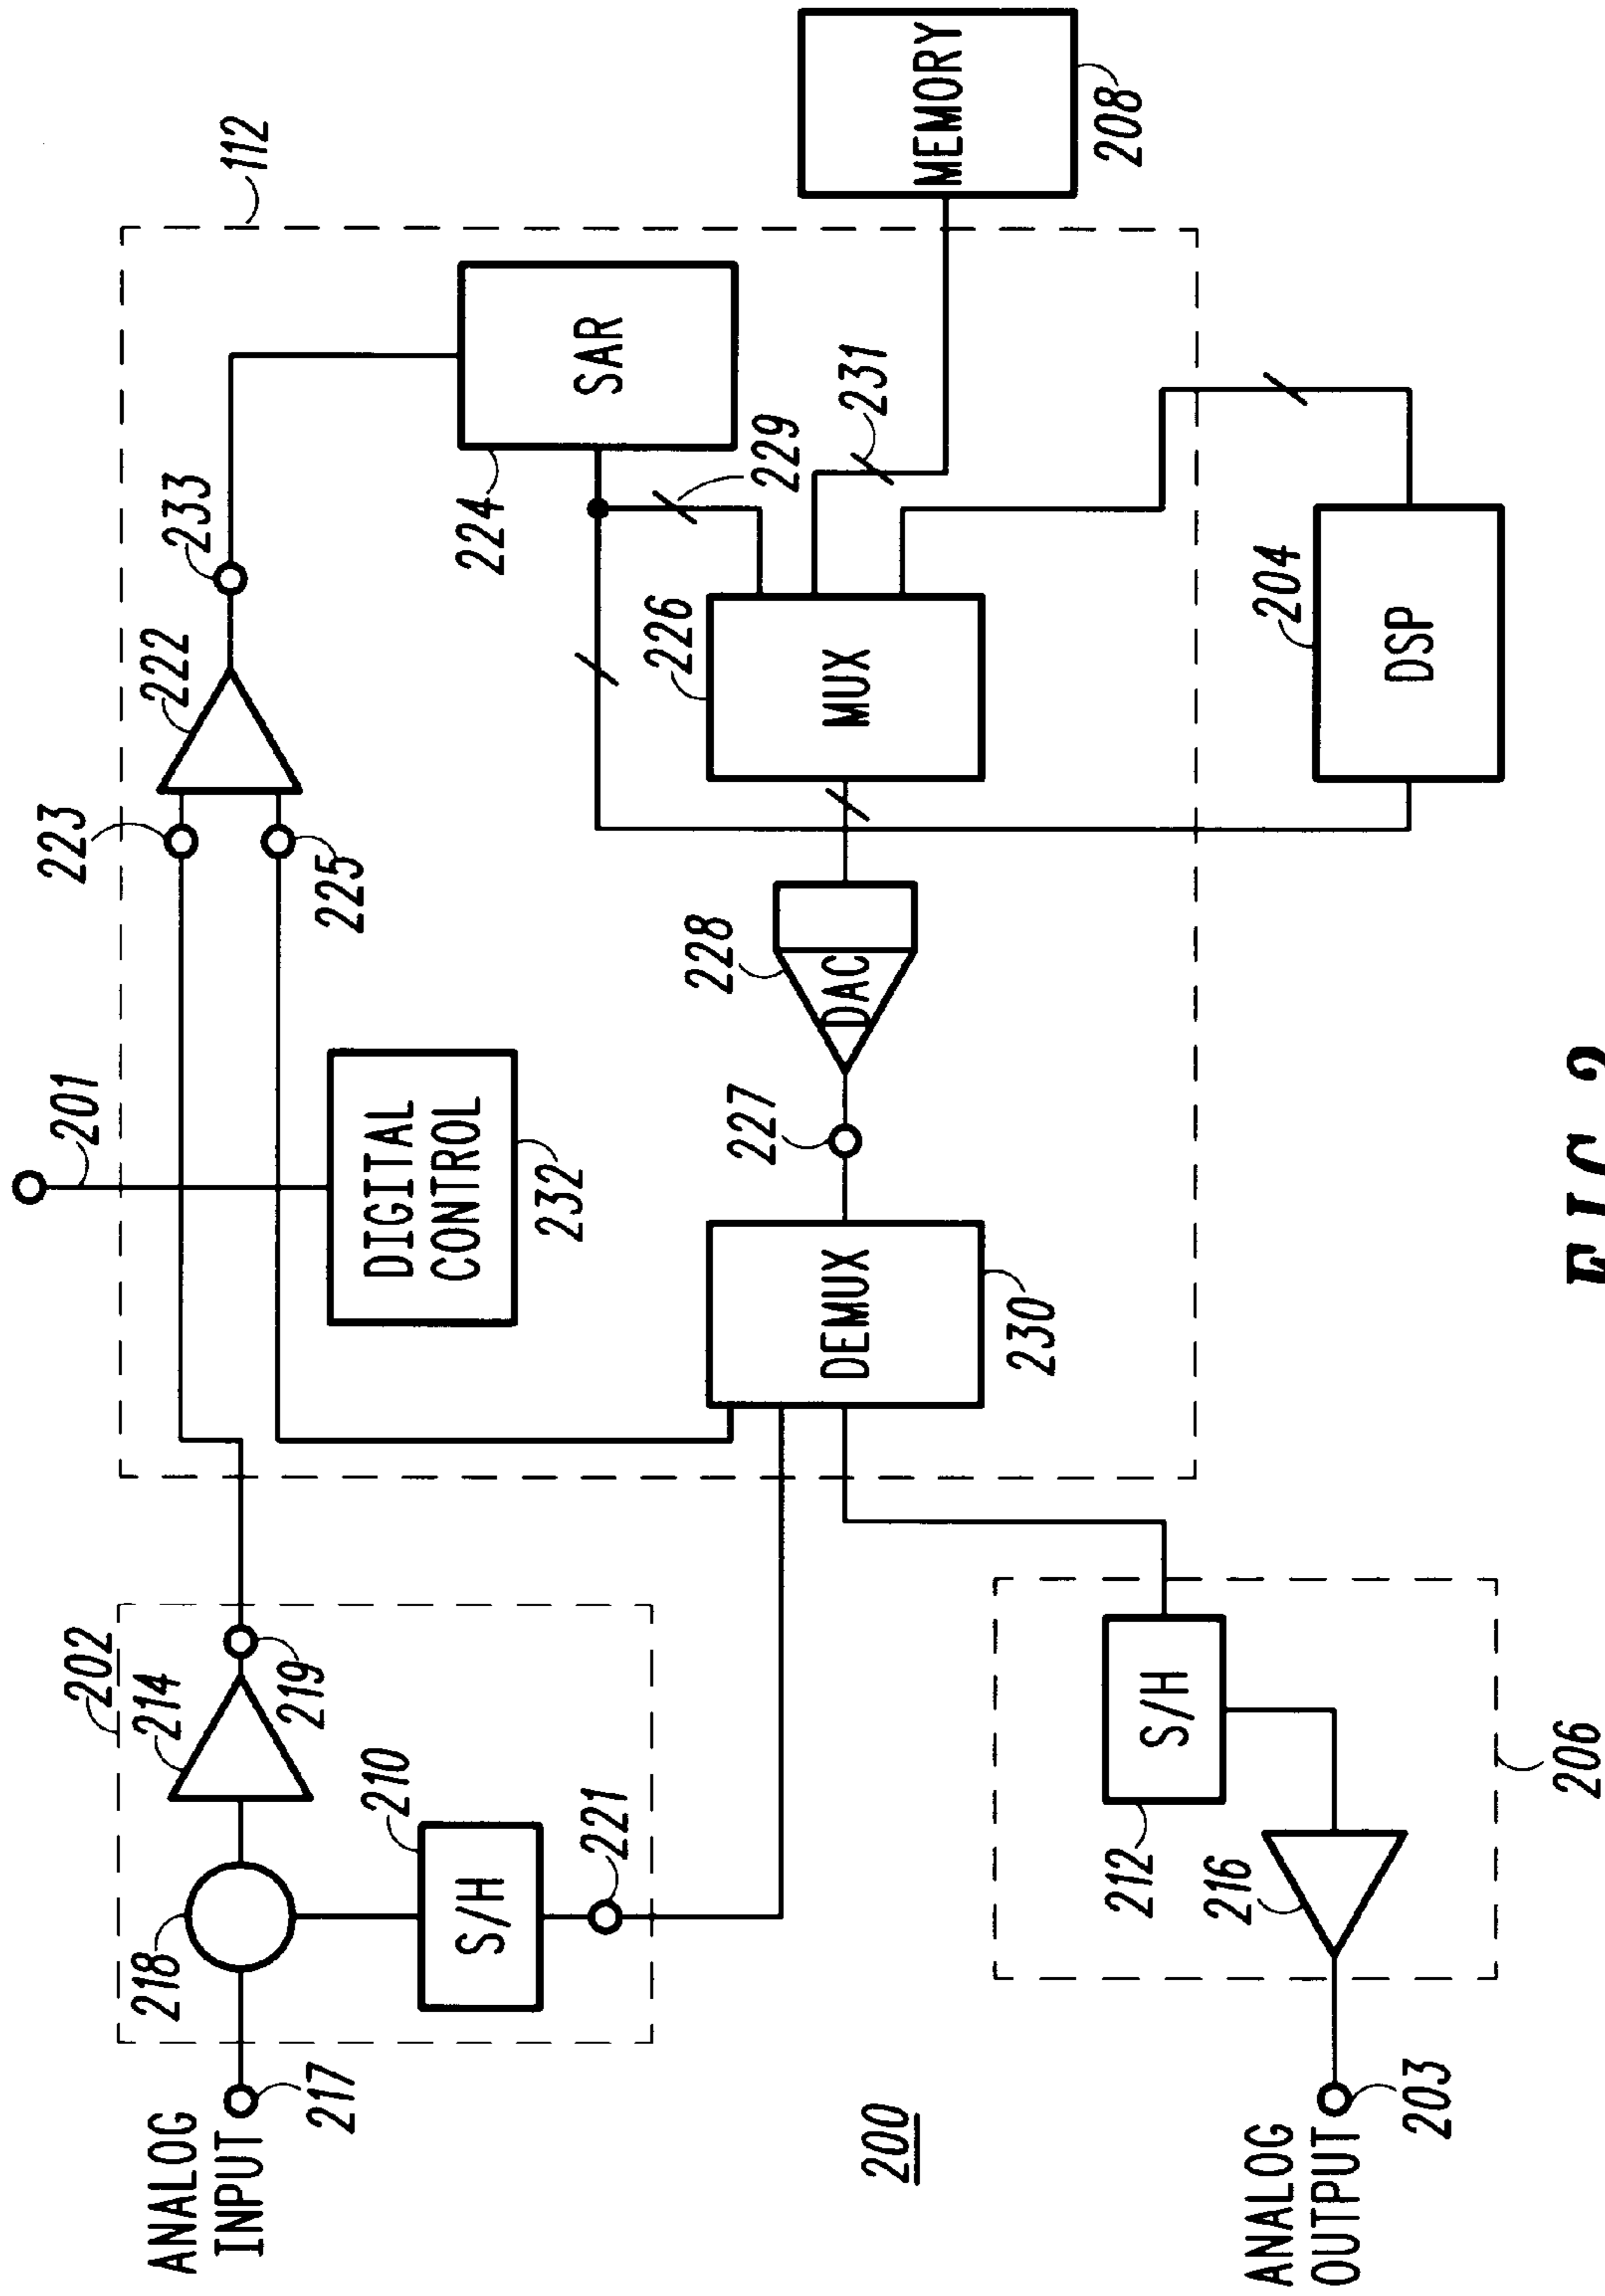 112
201
223
222
233
202
214
219
225
224
SAR
DIGITAL
CONTROL
232
ANALOG
INPUT
217
218
210
S/H
221
228
DAC
227
226
MUX
229
231
MEMORY
208
DEMUX
230
204
DSP
200
212
S/H
216
206
ANALOG
OUTPUT
203